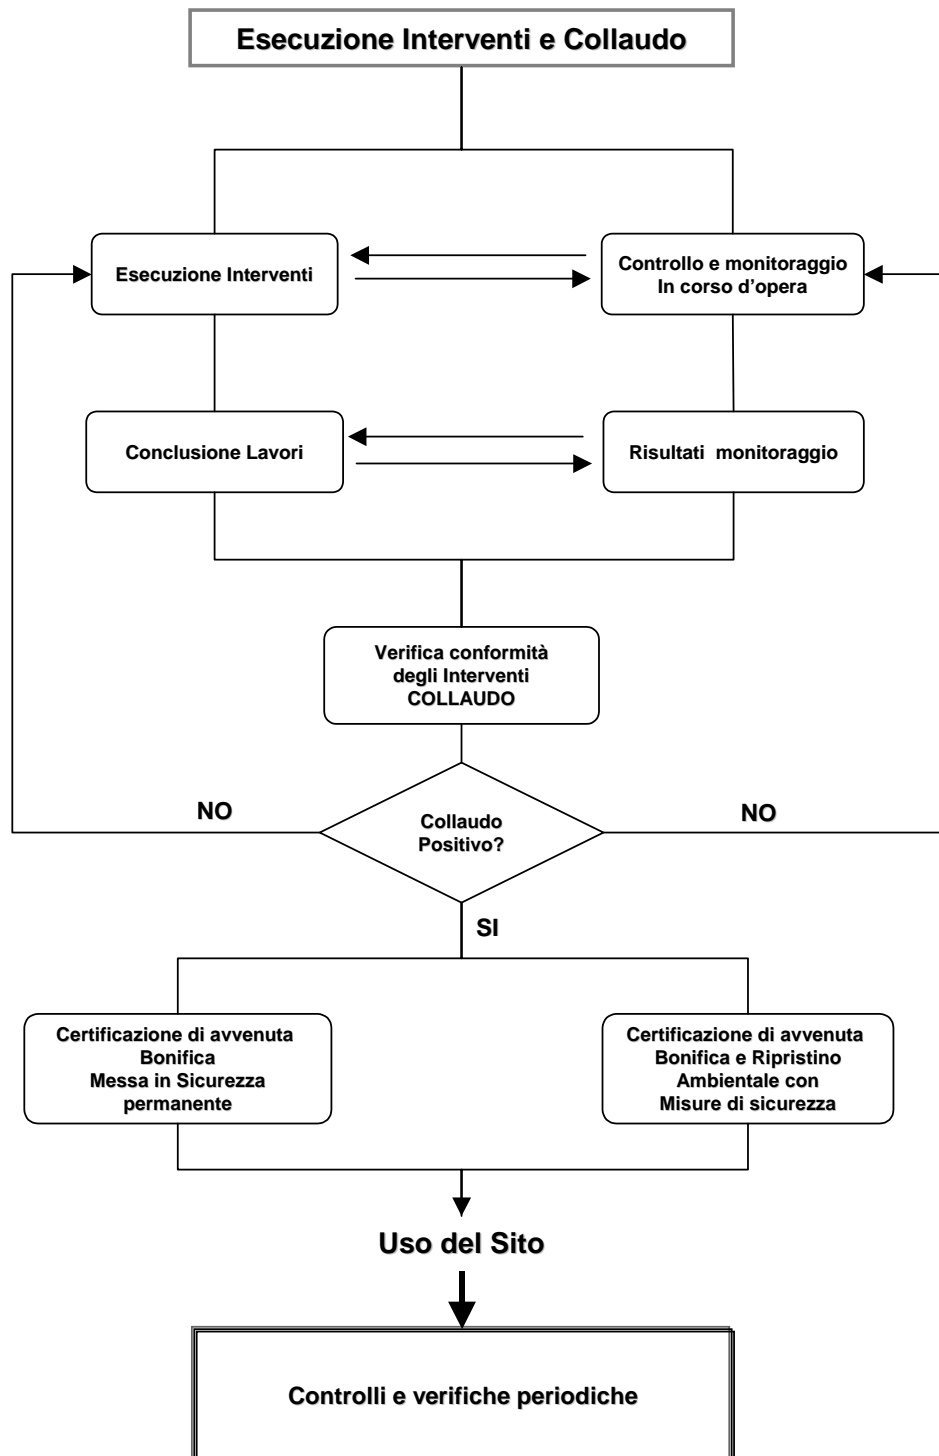 Esecuzione Interventi e Collaudo
Esecuzione Interventi
Controllo e monitoraggio
In corso d'opera
Conclusione Lavori
Risultati monitoraggio
Verifica conformità
degli Interventi
COLLAUDO
NO
Collaudo
Positivo?
NO
SI
Certificazione di avvenuta
Bonifica
Messa in Sicurezza
permanente
Certificazione di avvenuta
Bonifica e Ripristino
Ambientale con
Misure di sicurezza
Uso del Sito
Controlli e verifiche periodiche